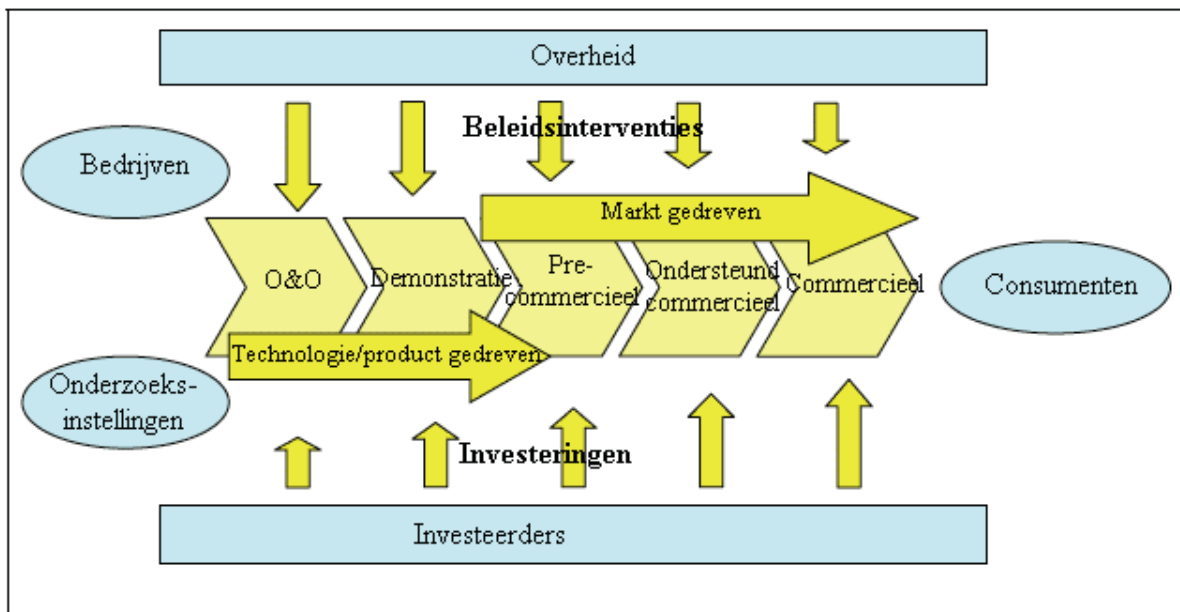 Overheid
Beleidsinterventies
Bedrijven
Markt gedreven
O&O
Demonstratie
Pre-
commercieel
Ondersteund
commercieel
Commercieel
Consumenten
Technologie/product gedreven
Onderzoeks-
instellingen
Investeringen
Investeerders